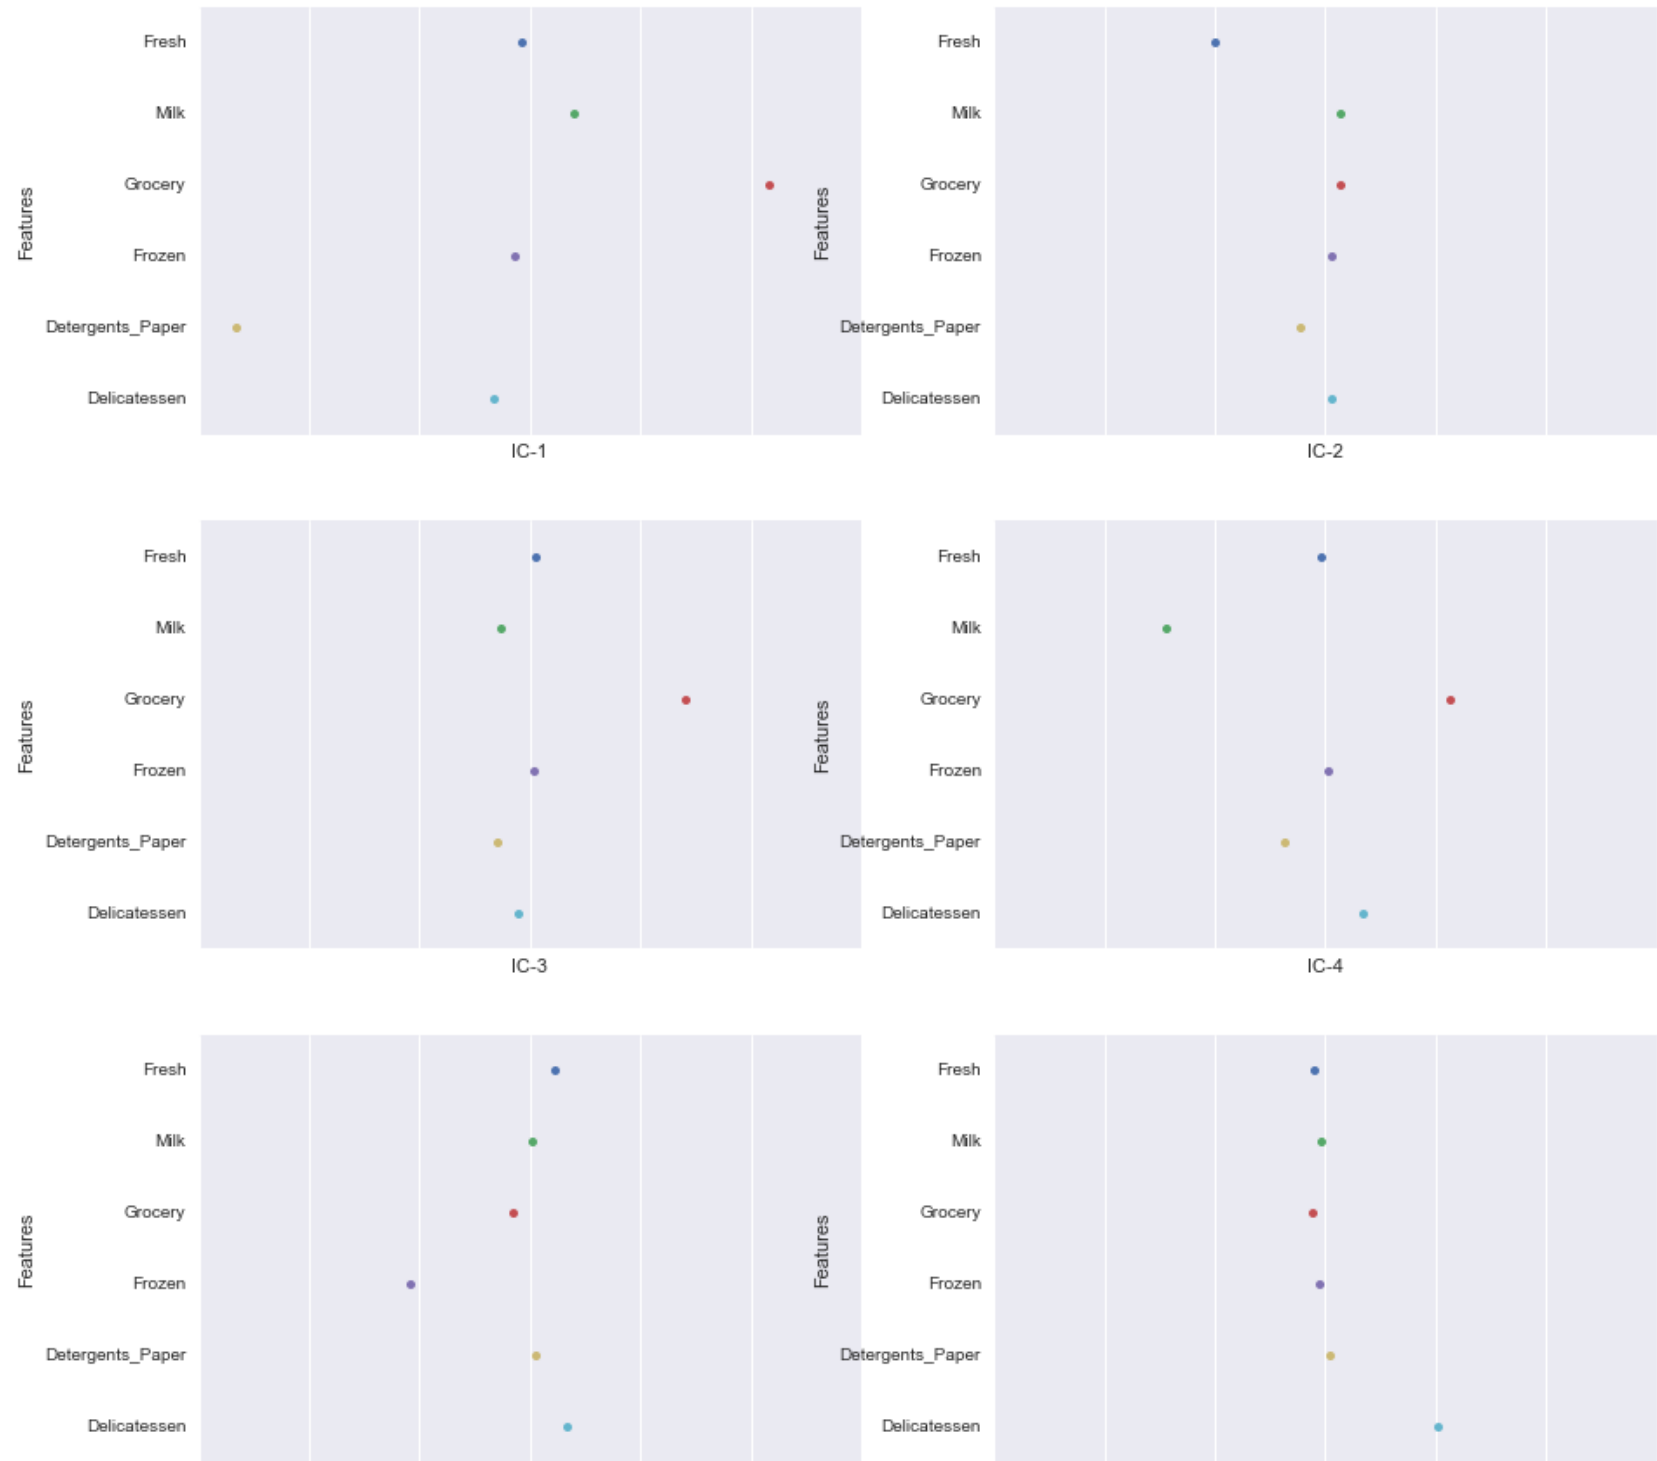 Features
Fresh
Milk
Grocery
Frozen
Detergents_Paper
Delicatessen
IC-1
Features
Fresh
Milk
Grocery
Frozen
Detergents_Paper
Delicatessen
IC-2
Features
Fresh
Milk
Grocery
Frozen
Detergents_Paper
Delicatessen
IC-3
Features
Fresh
Milk
Grocery
Frozen
Detergents_Paper
Delicatessen
IC-4
Features
Fresh
Milk
Grocery
Frozen
Detergents_Paper
Delicatessen
Features
Fresh
Milk
Grocery
Frozen
Detergents_Paper
Delicatessen